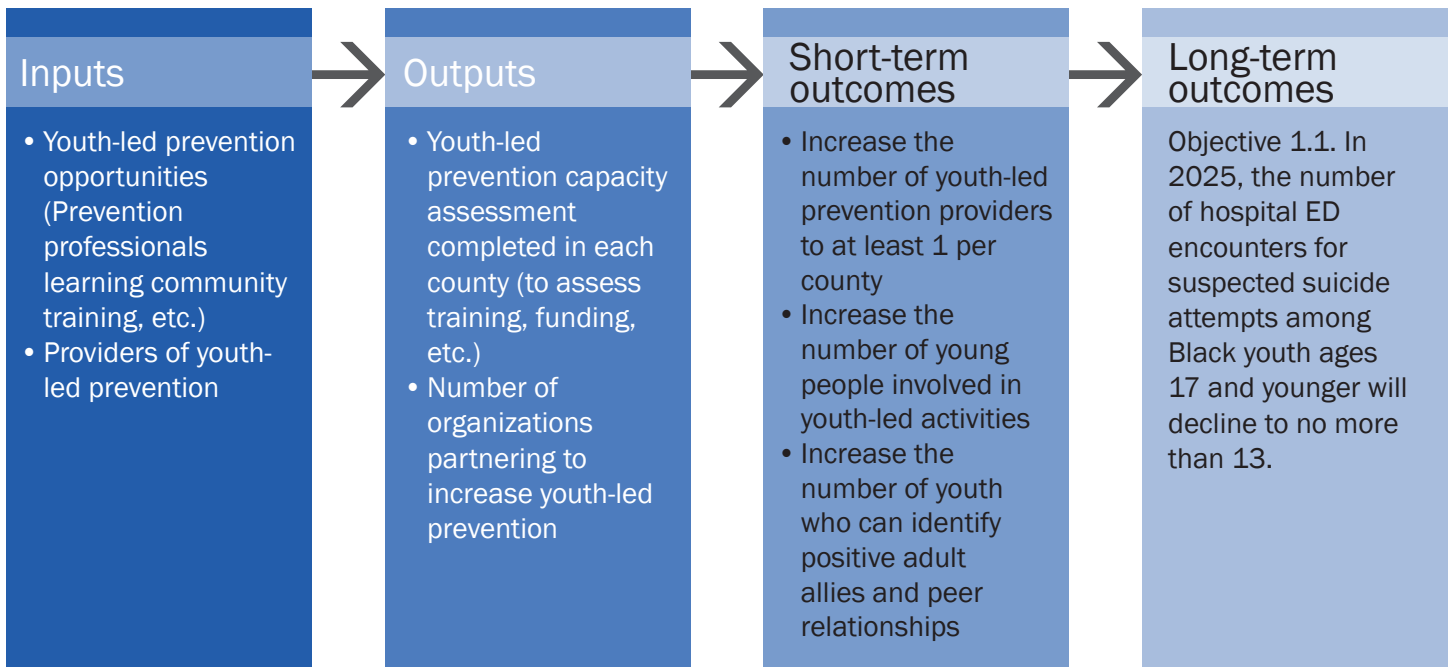 Inputs
• Youth-led prevention
opportunities
(Prevention
professionals
learning community
training, etc.)
• Providers of youth-
led prevention
Outputs
• Youth-led
prevention capacity
assessment
completed in each
county (to assess
training, funding,
etc.)
• Number of
organizations
partnering to
increase youth-led
prevention
Short-term
outcomes
• Increase the
number of youth-led
prevention providers
to at least 1 per
county
• Increase the
number of young
people involved in
youth-led activities
• Increase the
number of youth
who can identify
positive adult
allies and peer
relationships
Long-term
outcomes
Objective 1.1. In
2025, the number
of hospital ED
encounters for
suspected suicide
attempts among
Black youth ages
17 and younger will
decline to no more
than 13.